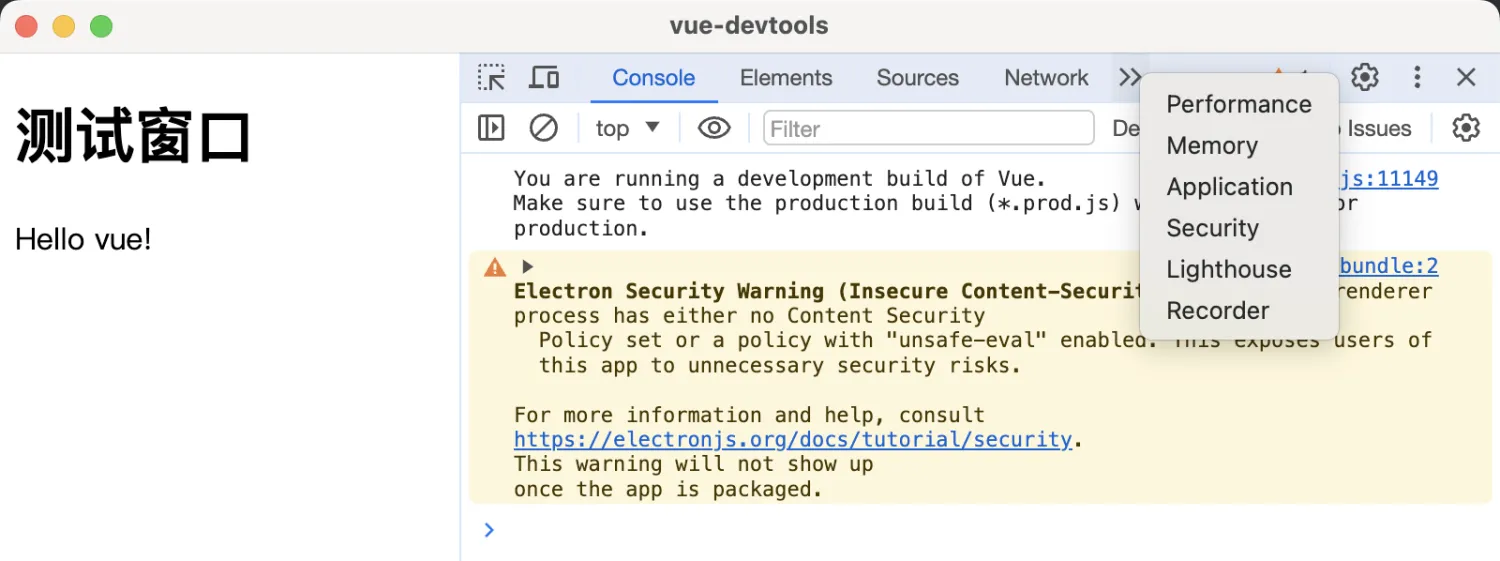 vue-devtools
测试窗口
Hello vue!
Console Elements Sources Network
top Filter De Issues
Performance
Memory
Application
Security
Lighthouse
Recorder
You are running a development build of Vue. js:11149
Make sure to use the production build (*.prod.js) w or
production.
bundle:2
Electron Security Warning (Insecure Content-Securit renderer
process has either no Content Security
Policy set or a policy with "unsafe-eval" enabled. This exposes users of
this app to unnecessary security risks.
For more information and help, consult
https://electronjs.org/docs/tutorial/security.
This warning will not show up
once the app is packaged.